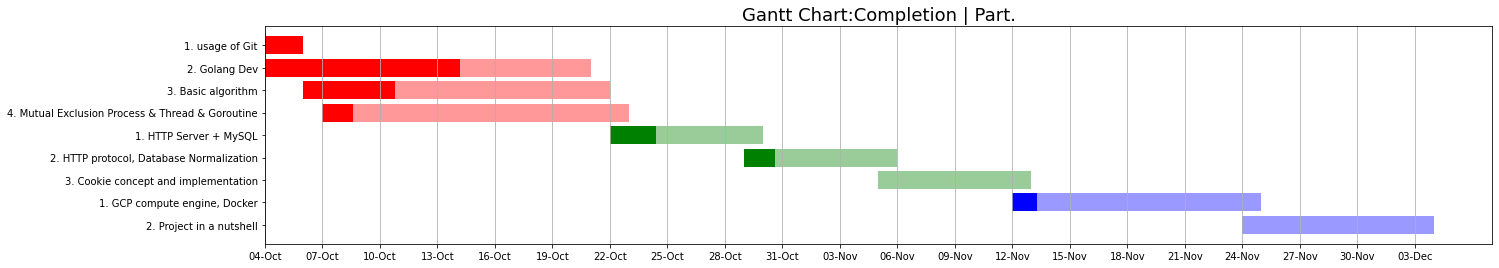 Gantt Chart:Completion | Part.
1. usage of Git
2. Golang Dev
3. Basic algorithm
4. Mutual Exclusion Process & Thread & Goroutine
1. HTTP Server + MySQL
2. HTTP protocol, Database Normalization
3. Cookie concept and implementation
1. GCP compute engine, Docker
2. Project in a nutshell
04-Oct 07-Oct 10-Oct 13-Oct 16-Oct 19-Oct 22-Oct 25-Oct 28-Oct 31-Oct 03-Nov 06-Nov 09-Nov 12-Nov 15-Nov 18-Nov 21-Nov 24-Nov 27-Nov 30-Nov 03-Dec